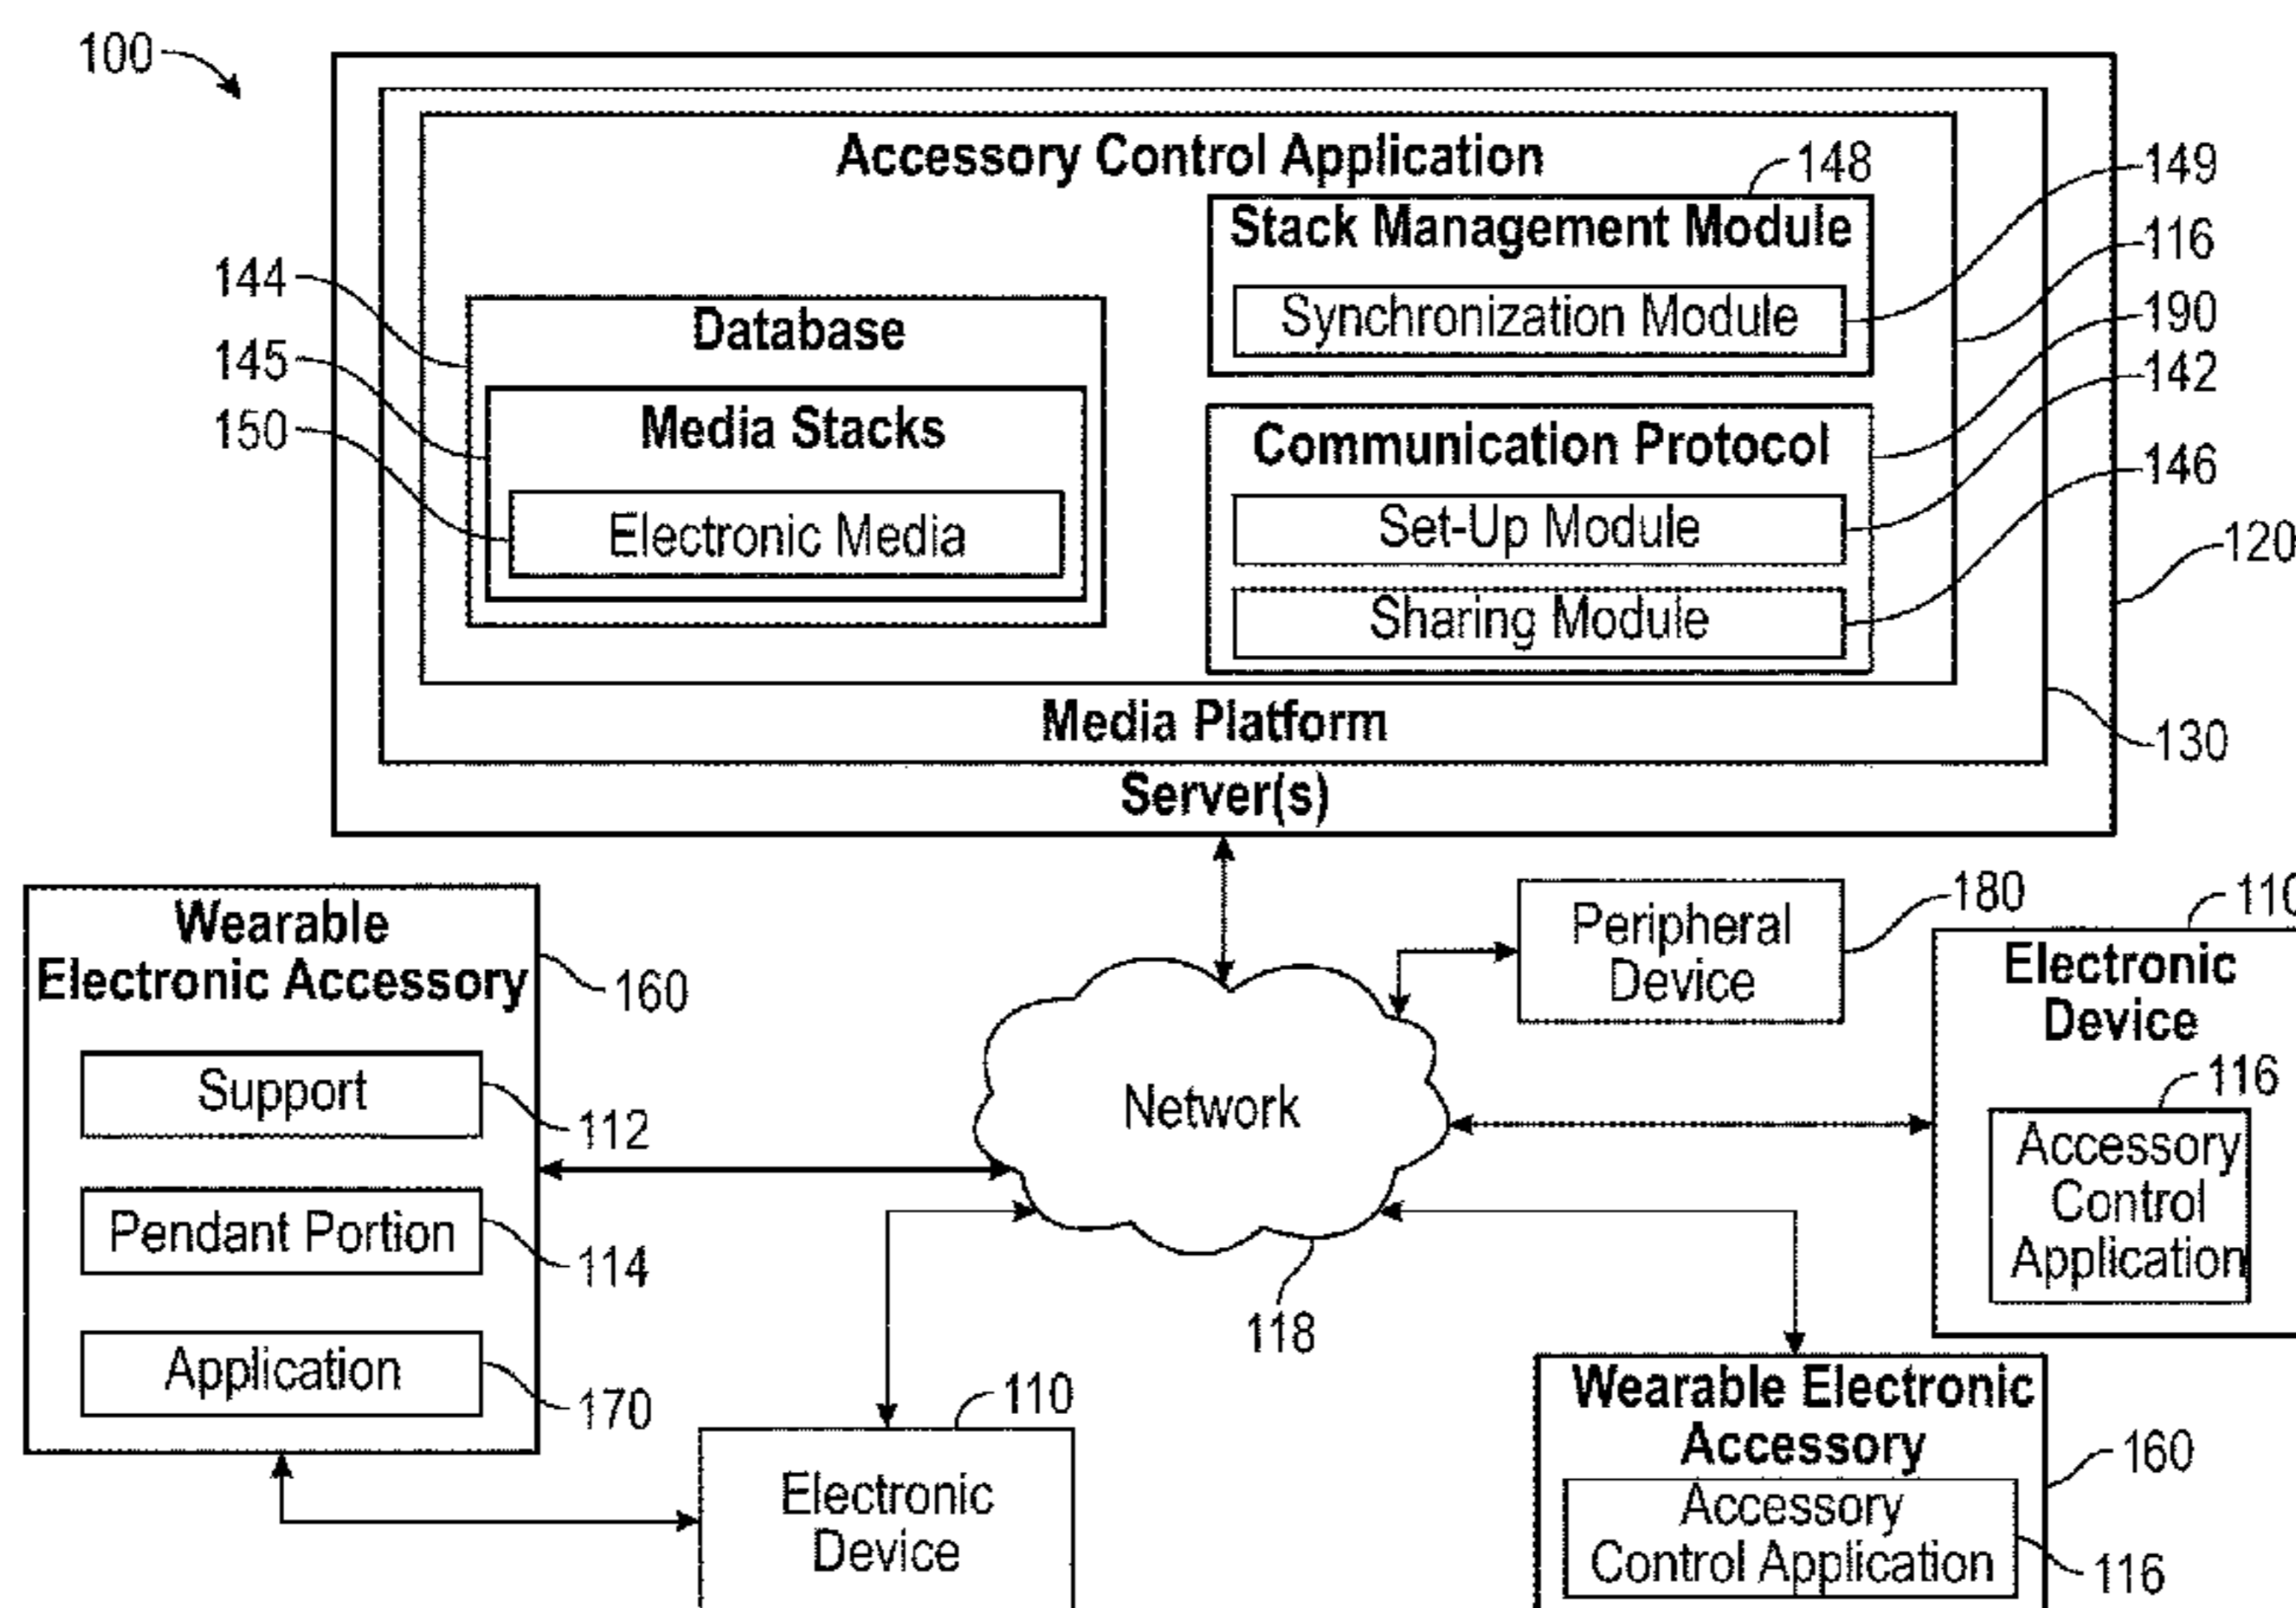 100
Accessory Control Application
148
149
Stack Management Module
116
144
Synchronization Module
190
Database
145
142
Media Stacks
150
Communication Protocol
146
Electronic Media
Set-Up Module
120
Sharing Module
Media Platform
130
Server(s)
Wearable
Electronic Accessory
160
Support
112
Pendant Portion
114
Application
170
Peripheral
Device
180
110
Electronic
Device
116
Accessory
Control
Application
Network
118
110
Electronic
Device
Wearable Electronic
Accessory
160
Accessory
Control Application
116